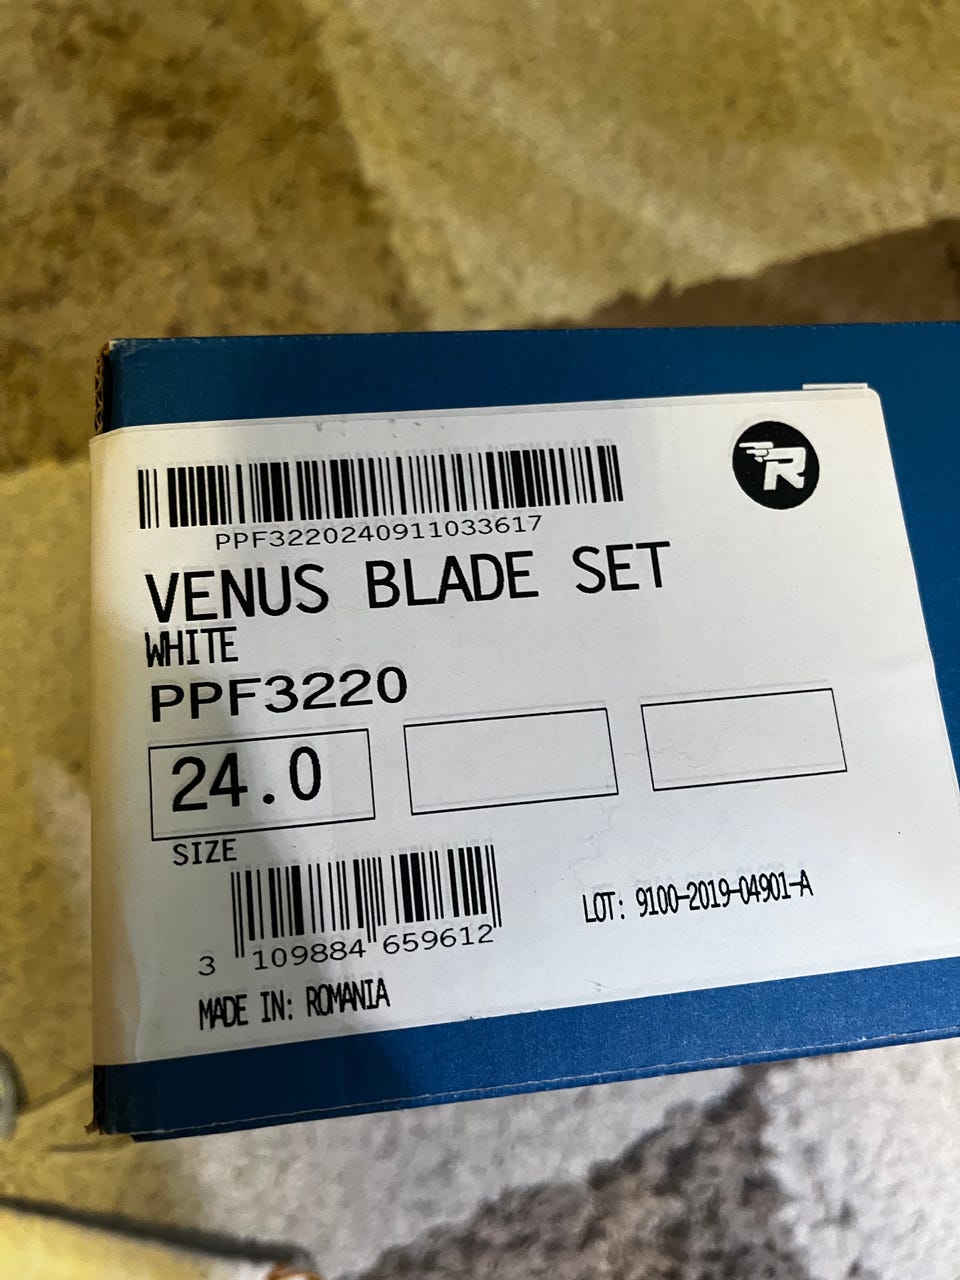 R
PPF3220240911033617
VENUS BLADE SET
WHITE
PPF3220
24.0
SIZE
3 109884 659612
LOT: 9100-2019-04901-A
MADE IN: ROMANIA